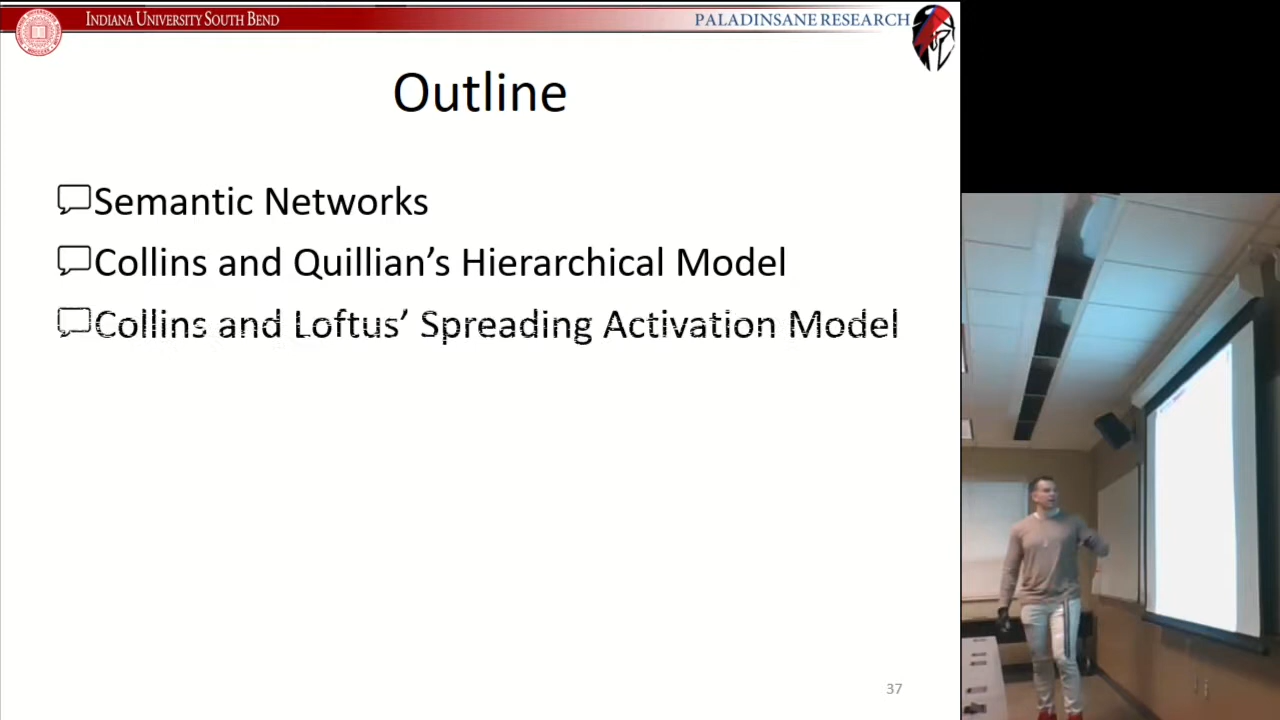 INDIANA UNIVERSITY SOUTH BEND
PALADINSANE RESEARCH
Outline
Semantic Networks
Collins and Quillian’s Hierarchical Model
Collins and Loftus’ Spreading Activation Model
37